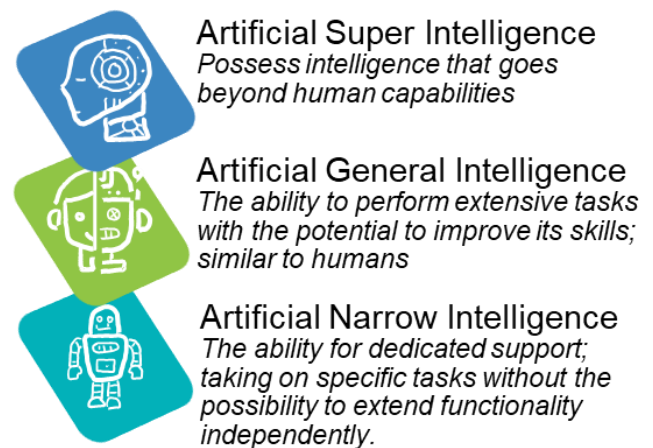 Artificial Super Intelligence
Possess intelligence that goes
beyond human capabilities
Artificial General Intelligence
The ability to perform extensive tasks
with the potential to improve its skills;
similar to humans
Artificial Narrow Intelligence
The ability for dedicated support;
taking on specific tasks without the
possibility to extend functionality
independently.